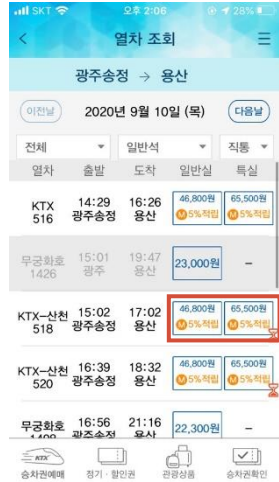 SKT 오후 2:06 28%
열차 조회
광주송정 → 용산
이전날 2020년 9월 10일 (목) 다음날
전체 일반석 직통
열차 출발 도착 일반실 특실
KTX 516 14:29 광주송정 16:26 용산 46,800원 M 5%적립 65,500원 M 5%적립
무궁화호 1426 15:01 광주 19:47 용산 23,000원 –
KTX-산천 518 15:02 광주송정 17:02 용산 46,800원 M 5%적립 65,500원 M 5%적립
KTX-산천 520 16:39 광주송정 18:32 용산 46,800원 M 5%적립 65,500원 M 5%적립
무궁화호 16:56 광주송정 21:16 용산 22,300원 –
KTX
승차권예매 정기·할인권 관광상품 승차권확인